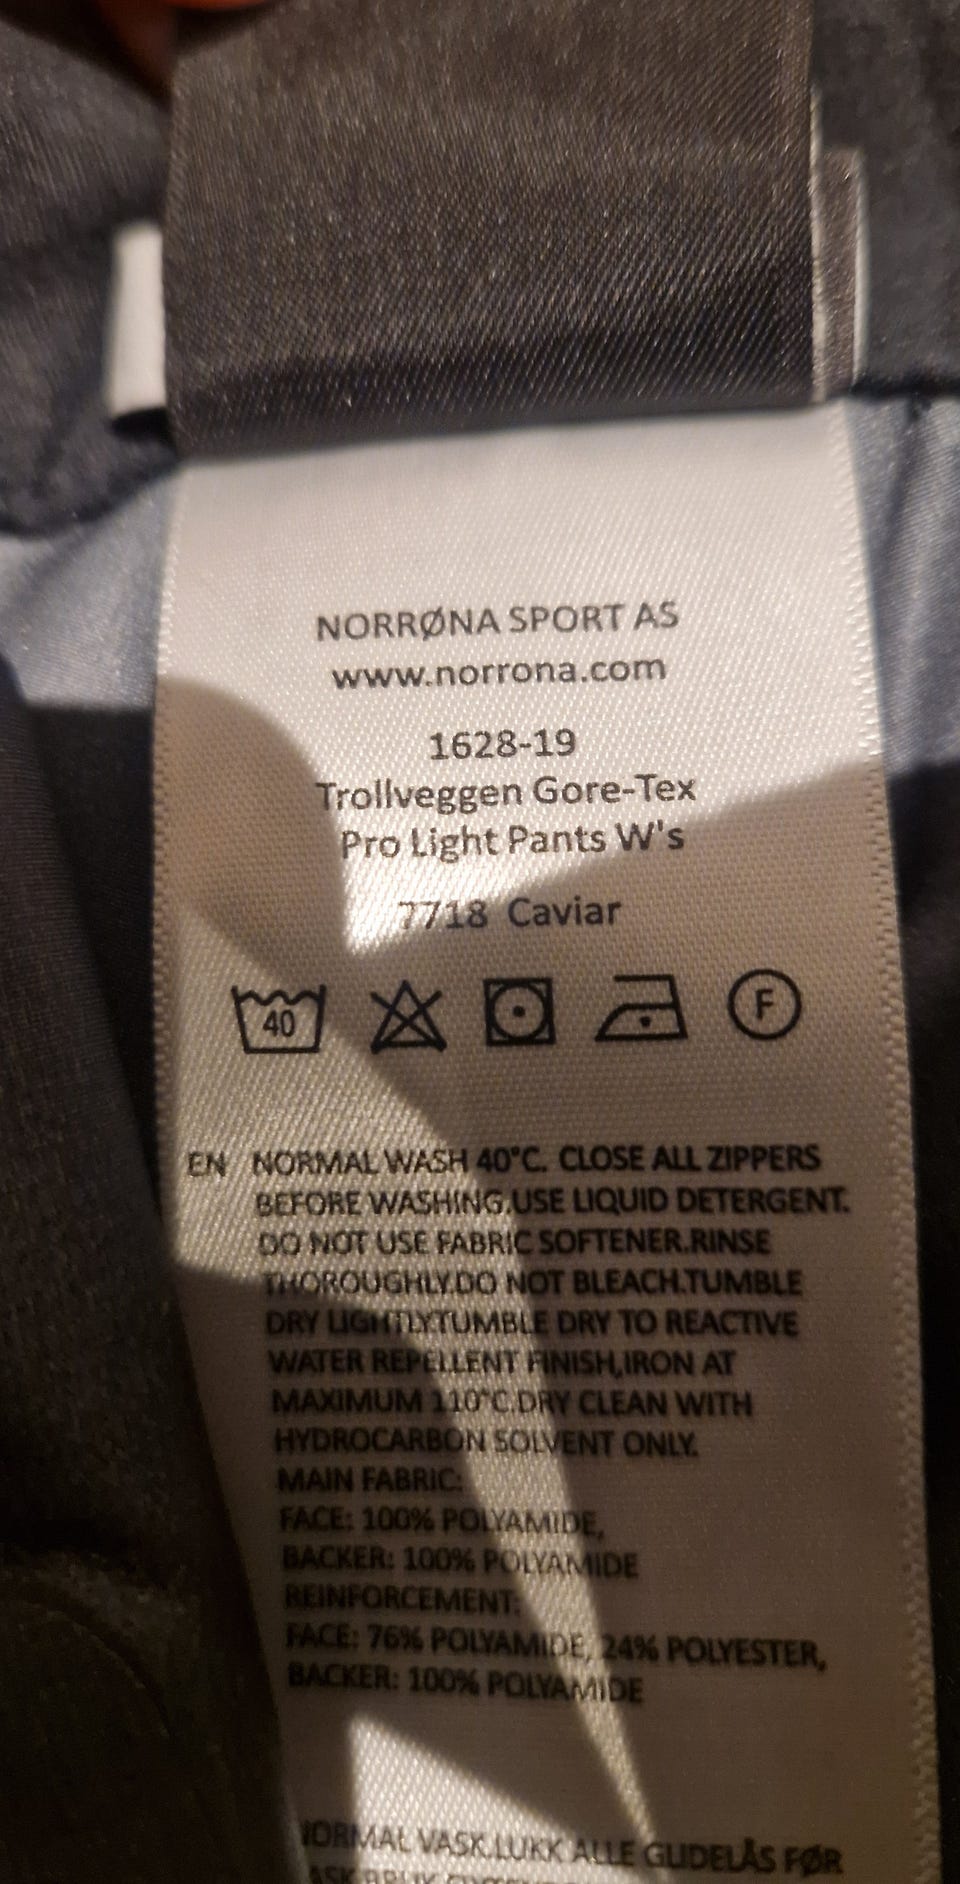 NORRØNA SPORT AS
www.norrona.com
1628-19
Trollveggen Gore-Tex
Pro Light Pants W's
7718 Caviar
40 F
EN NORMAL WASH 40°C. CLOSE ALL ZIPPERS
BEFORE WASHING.USE LIQUID DETERGENT.
DO NOT USE FABRIC SOFTENER.RINSE
THOROUGHLY.DO NOT BLEACH.TUMBLE
DRY LIGHTLY.TUMBLE DRY TO REACTIVE
WATER REPELLENT FINISH,IRON AT
MAXIMUM 110°C.DRY CLEAN WITH
HYDROCARBON SOLVENT ONLY.
MAIN FABRIC:
FACE: 100% POLYAMIDE,
BACKER: 100% POLYAMIDE
REINFORCEMENT:
FACE: 76% POLYAMIDE, 24% POLYESTER,
BACKER: 100% POLYAMIDE
NORMAL VASK.LUKK ALLE GLIDELÅS FØR